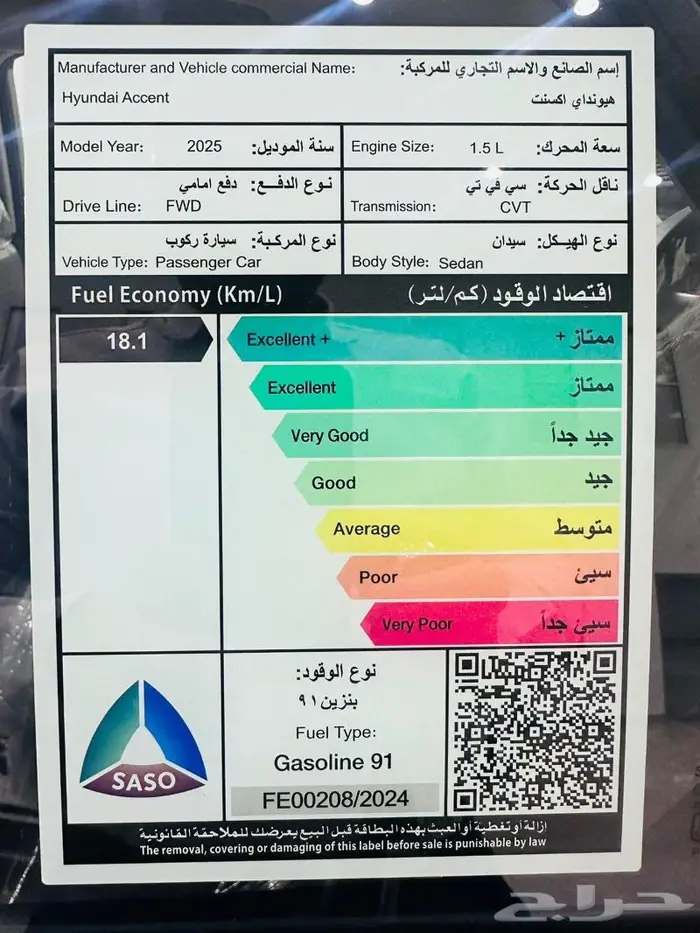 Manufacturer and Vehicle commercial Name: إسم الصانع والاسم التجاري للمركبة:
Hyundai Accent هيونداي اكسنت
Model Year: 2025 سنة الموديل:
Engine Size: 1.5 L سعة المحرك:
نوع الدفع: دفع امامي
Drive Line: FWD
ناقل الحركة: سي في تي
Transmission: CVT
نوع المركبة: سيارة ركوب
Vehicle Type: Passenger Car
نوع الهيكل: سيدان
Body Style: Sedan
Fuel Economy (Km/L) اقتصاد الوقود (كم/لتر)
18.1
Excellent + ممتاز +
Excellent ممتاز
Very Good جيد جداً
Good جيد
Average متوسط
Poor سيئ
Very Poor سيئ جداً
SASO
نوع الوقود:
بنزين ٩١
Fuel Type:
Gasoline 91
FE00208/2024
إزالة أو تغطية أو العبث بهذه البطاقة قبل البيع يعرضك للملاحقة القانونية
The removal, covering or damaging of this label before sale is punishable by law
حراج